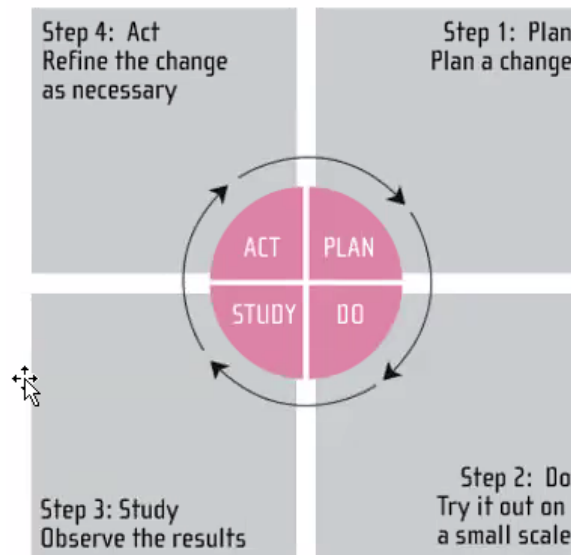 Step 4: Act
Refine the change
as necessary
Step 1: Plan
Plan a change
ACT
PLAN
STUDY
DO
Step 3: Study
Observe the results
Step 2: Do
Try it out on
a small scale